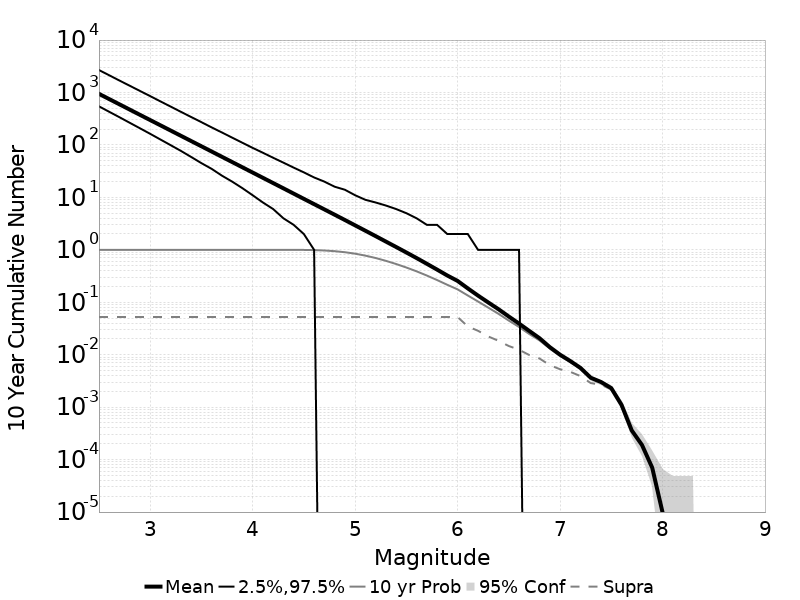 10^4
10^3
10^2
10^1
10^0
10^-1
10^-2
10^-3
10^-4
10^-5
10 Year Cumulative Number
3 4 5 6 7 8 9
Magnitude
Mean 2.5%,97.5% 10 yr Prob 95% Conf Supra